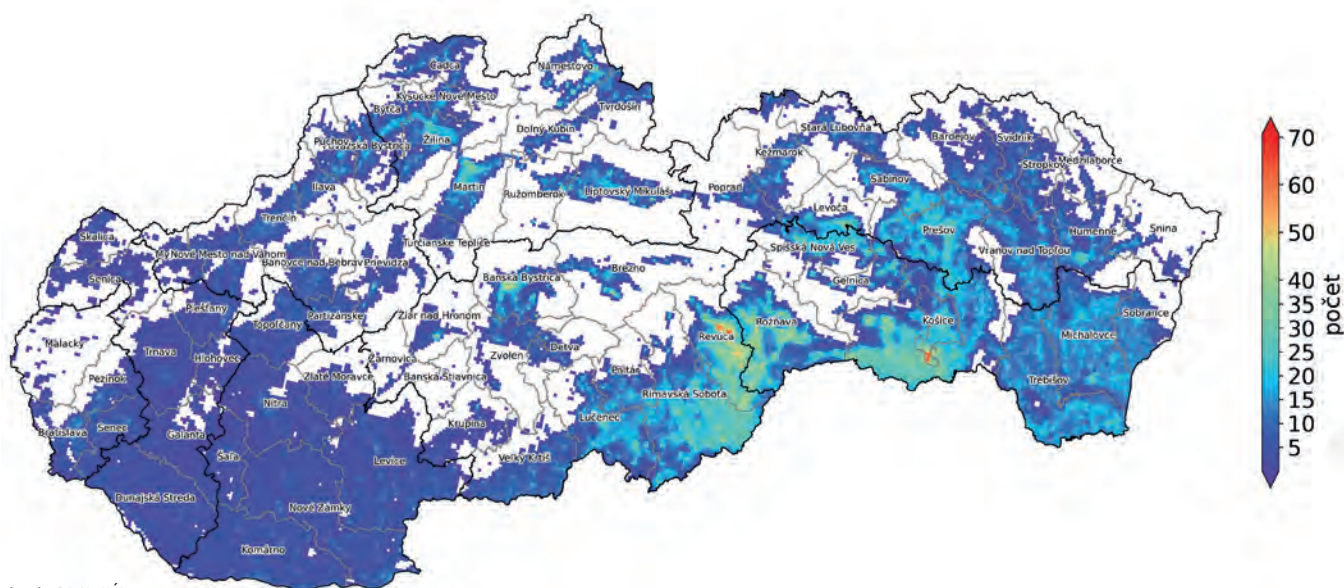 Čadca
Námestovo
Kysucké Nové Mesto
Bytča
Tvrdošín
Dolný Kubín
Stará Ľubovňa
Bardejov
Svidník
Púchov
Považská Bystrica
Žilina
Kežmarok
Stropkov
Medzilaborce
Sabinov
Ilava
Martin
Ružomberok
Liptovský Mikuláš
Poprad
Levoča
Trenčín
Prešov
Humenné
Snina
Skalica
Turčianske Teplice
Spišská Nová Ves
Vranov nad Topľou
My
Nové Mesto nad Váhom
Bánovce nad Bebrav
Prievidza
Senica
Banská Bystrica
Brezno
Gelnica
Piešťany
Partizánske
Žiar nad Hronom
Sobrance
Topoľčany
Rožňava
Košice
Malacky
Trnava
Hlohovec
Žarnovica
Zvolen
Detva
Revúca
Michalovce
Pezinok
Zlaté Moravce
Banská Štiavnica
Poltár
Trebišov
Nitra
Rimavská Sobota
Bratislava
Senec
Galanta
Krupina
Lučenec
Šaľa
Levice
Veľký Krtíš
Dunajská Streda
Nové Zámky
Komárno
70
60
50
40
35
30
25
20
15
10
5
počet